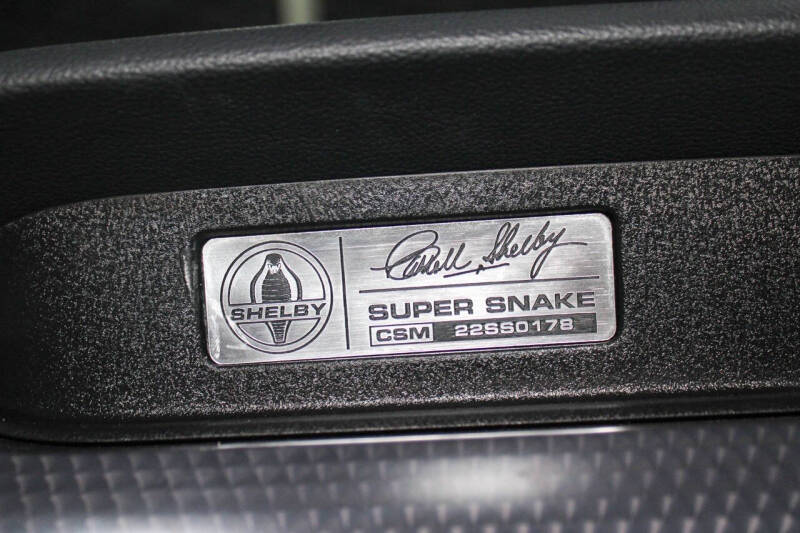 SHELBY
Carroll Shelby
SUPER SNAKE
CSM 22SS0178